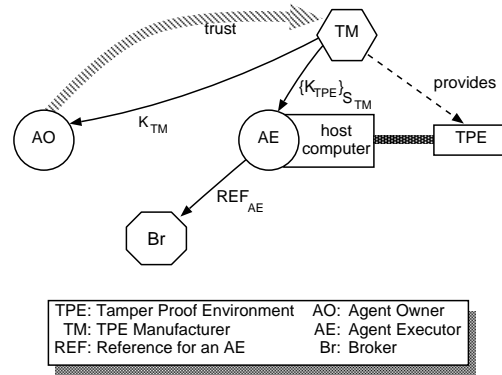 trust
TM
{K_TPE}_S_TM
provides
K_TM
AO
AE
host
computer
TPE
REF_AE
Br
TPE: Tamper Proof Environment AO: Agent Owner
TM: TPE Manufacturer AE: Agent Executor
REF: Reference for an AE Br: Broker